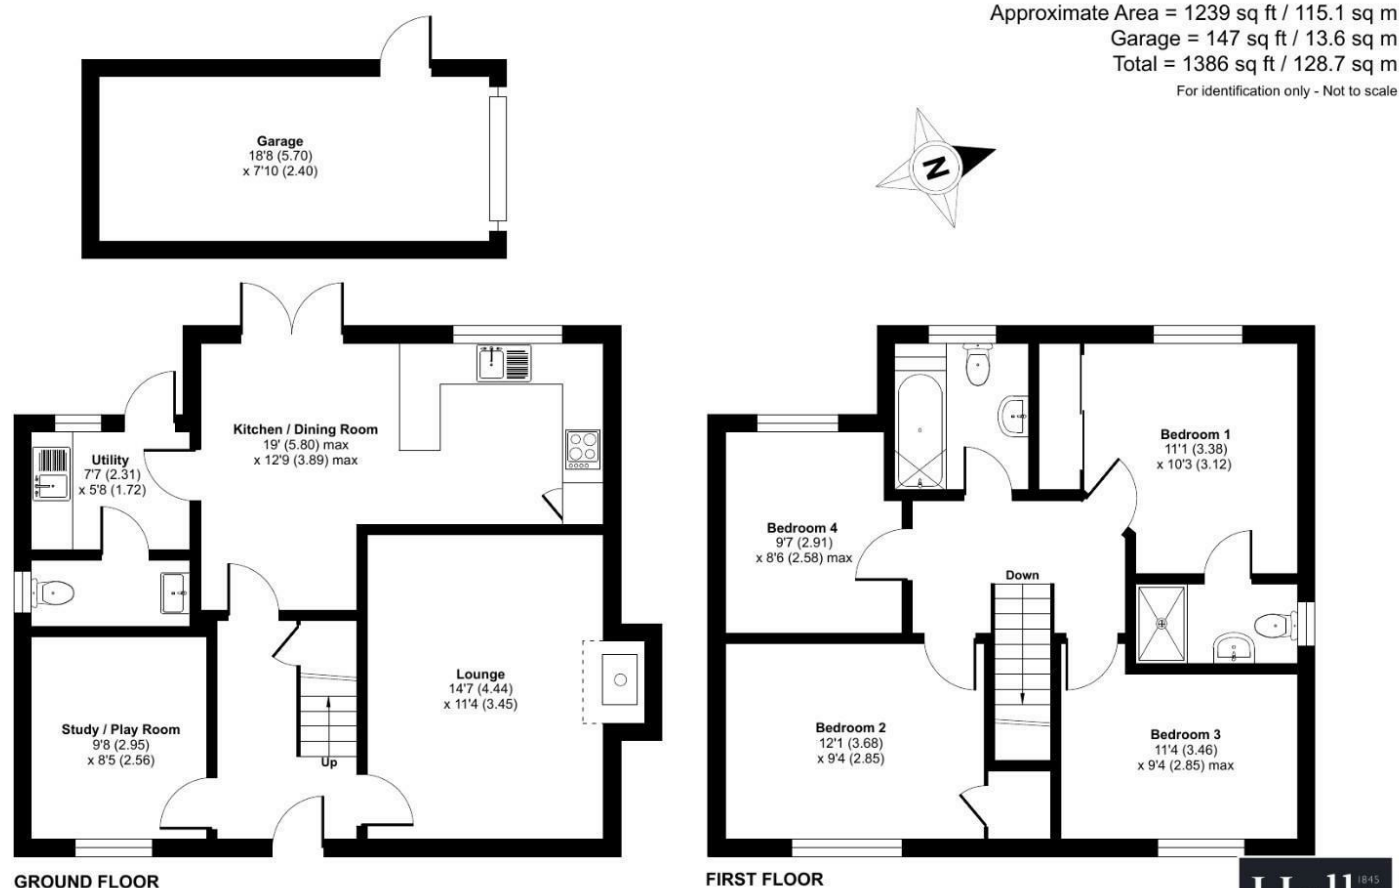 Approximate Area = 1239 sq ft / 115.1 sq m
Garage = 147 sq ft / 13.6 sq m
Total = 1386 sq ft / 128.7 sq m
For identification only - Not to scale
Garage
18'8 (5.70)
x 7'10 (2.40)
N
Kitchen / Dining Room
19' (5.80) max
x 12'9 (3.89) max
Utility
7'7 (2.31)
x 5'8 (1.72)
Lounge
14'7 (4.44)
x 11'4 (3.45)
Study / Play Room
9'8 (2.95)
x 8'5 (2.56)
Up
GROUND FLOOR
Bedroom 1
11'1 (3.38)
x 10'3 (3.12)
Bedroom 4
9'7 (2.91)
x 8'6 (2.58) max
Down
Bedroom 2
12'1 (3.68)
x 9'4 (2.85)
Bedroom 3
11'4 (3.46)
x 9'4 (2.85) max
FIRST FLOOR
1845